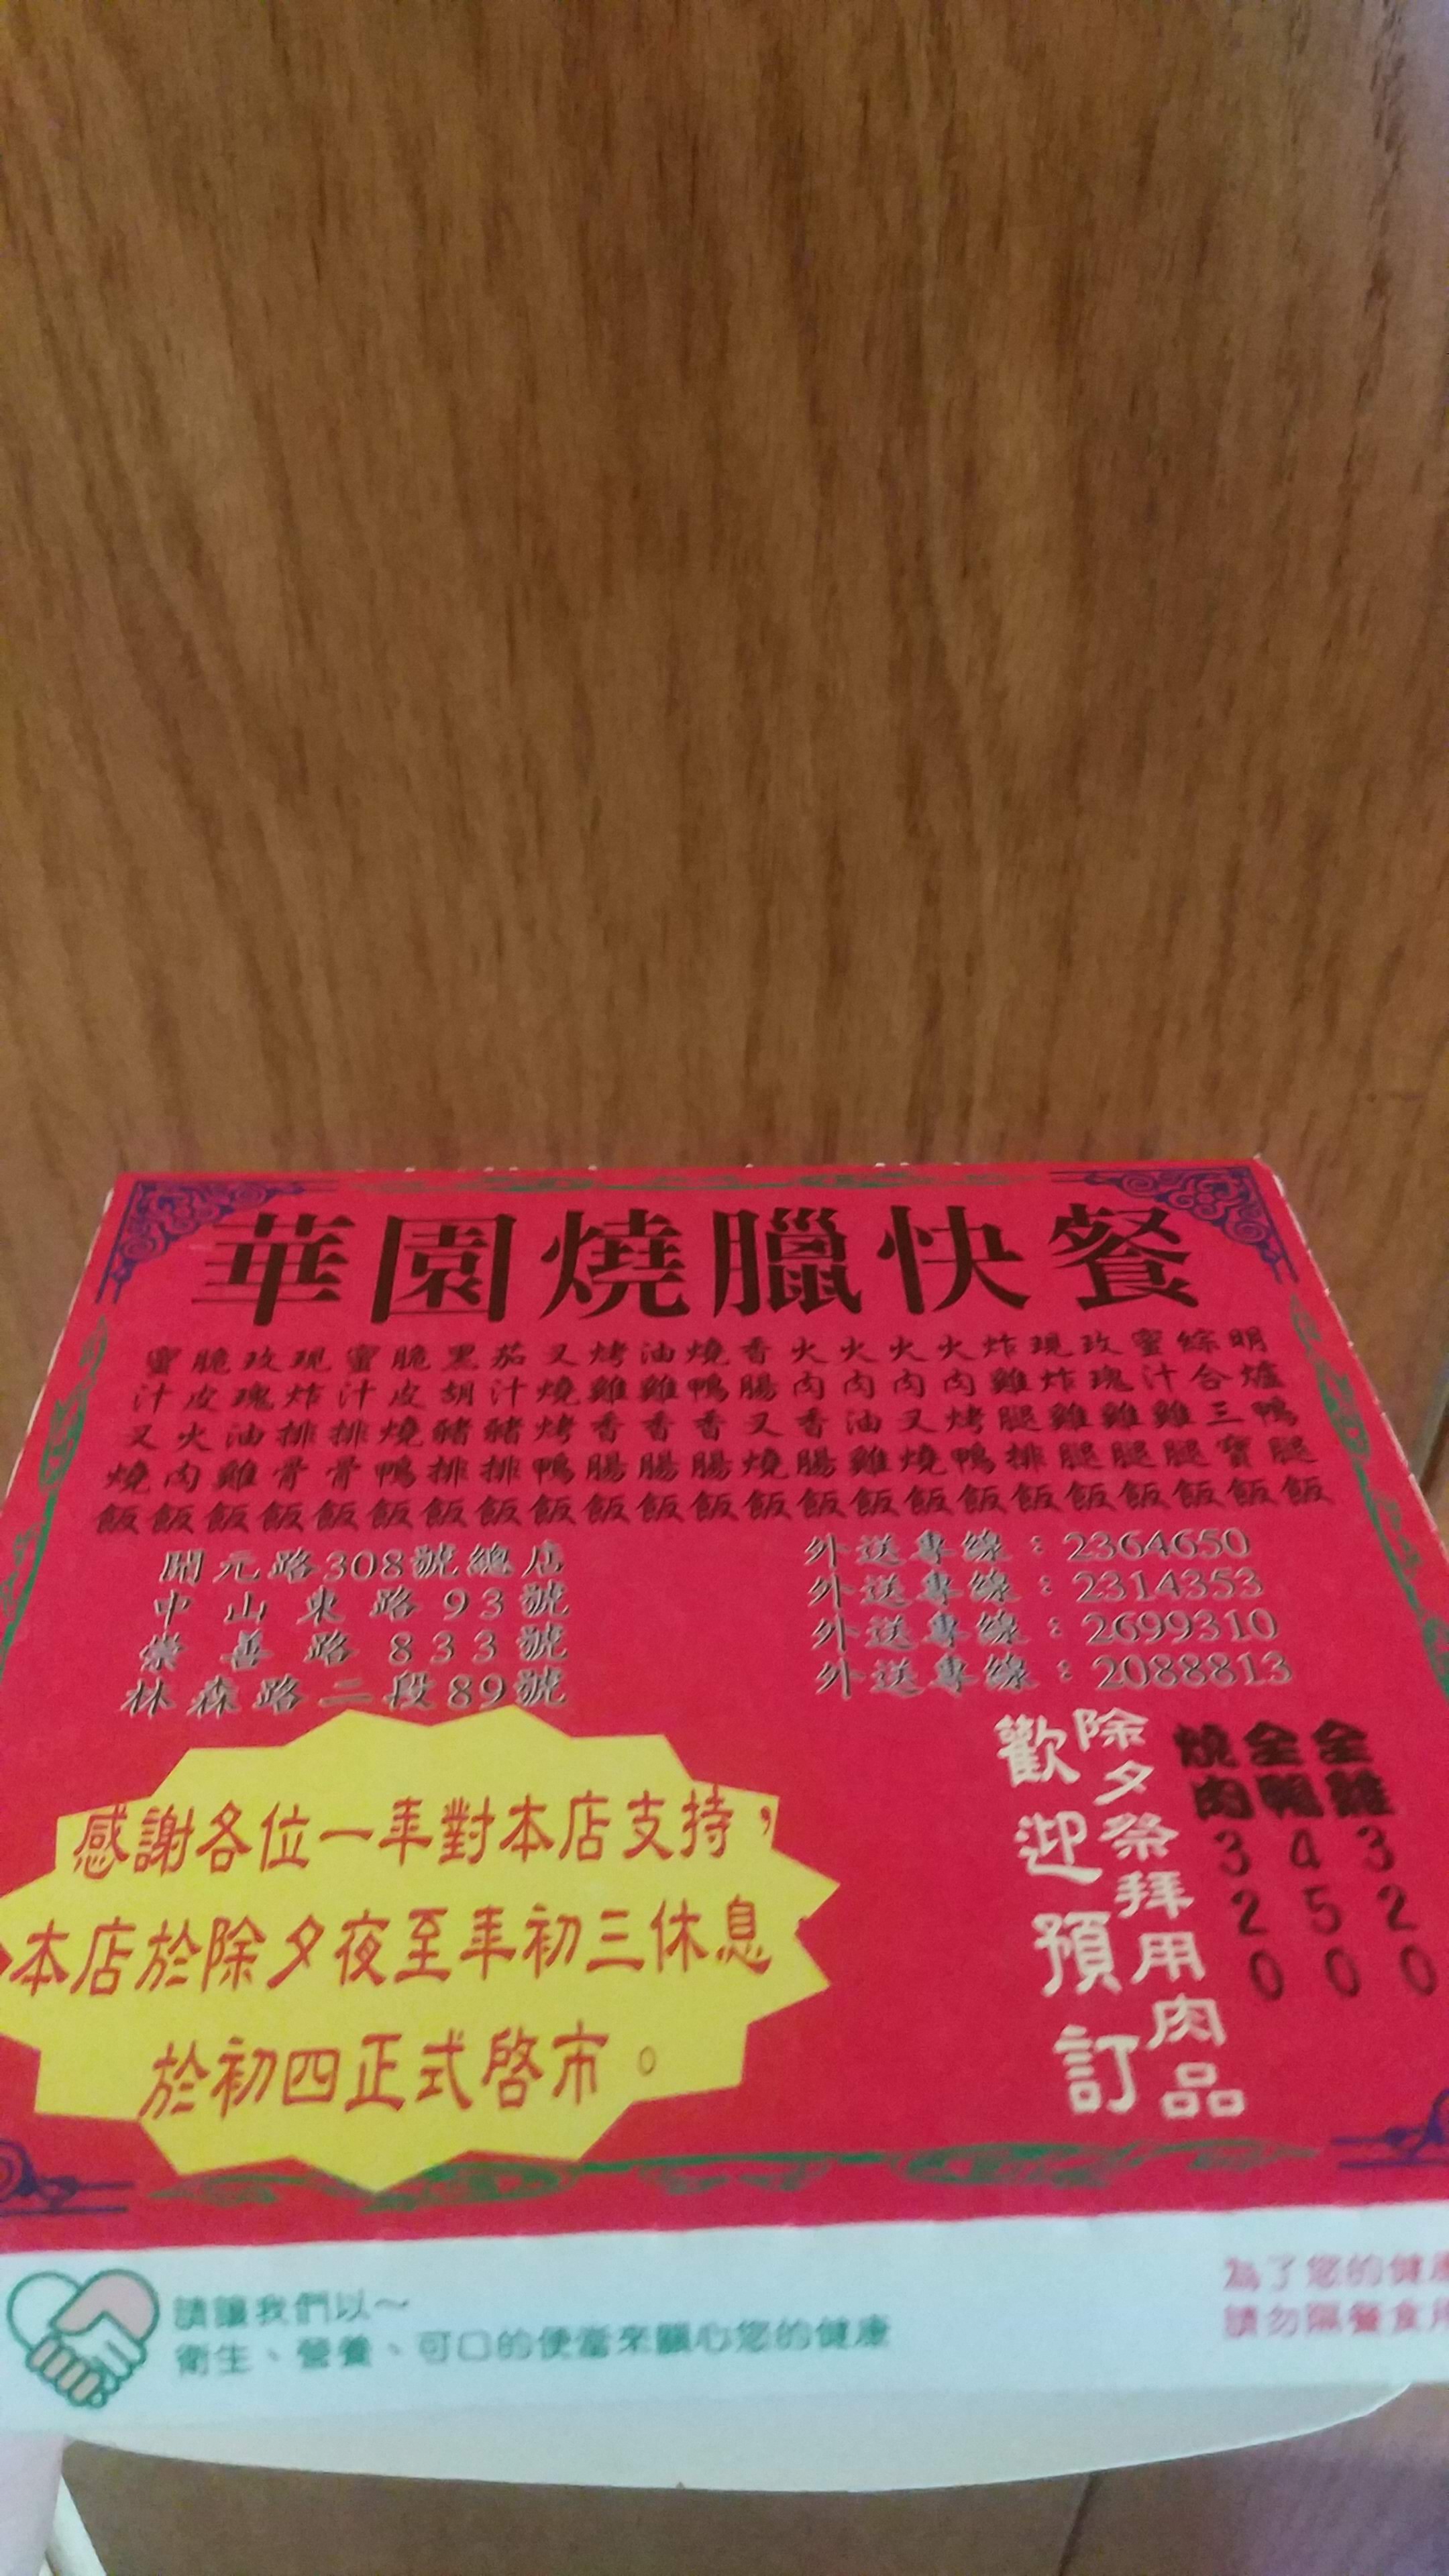 華園燒臘快餐
明爐鴨腿飯
綜合三寶飯
蜜汁雞腿飯
玫瑰雞腿飯
現炸雞腿飯
炸雞腿排飯
火肉烤鴨飯
火肉叉燒飯
火肉油雞飯
火肉香腸飯
香腸叉燒飯
燒鴨香腸飯
油雞香腸飯
烤雞香腸飯
叉燒烤鴨飯
茄汁豬排飯
黑胡豬排飯
脆皮燒鴨飯
蜜汁排骨飯
現炸排骨飯
玫瑰油雞飯
脆皮火肉飯
蜜汁叉燒飯
開元路308號總店 外送專線：2364650
中山東路93號 外送專線：2314353
崇善路833號 外送專線：2699310
林森路二段89號 外送專線：2088813
全雞320
全鴨450
燒肉320
除夕祭拜用肉品
歡迎預訂
感謝各位一年對本店支持，
本店於除夕夜至年初三休息
於初四正式啓市。
請讓我們以～
衛生、營養、可口的便當來關心您的健康
為了您的健康
請勿隔餐食用